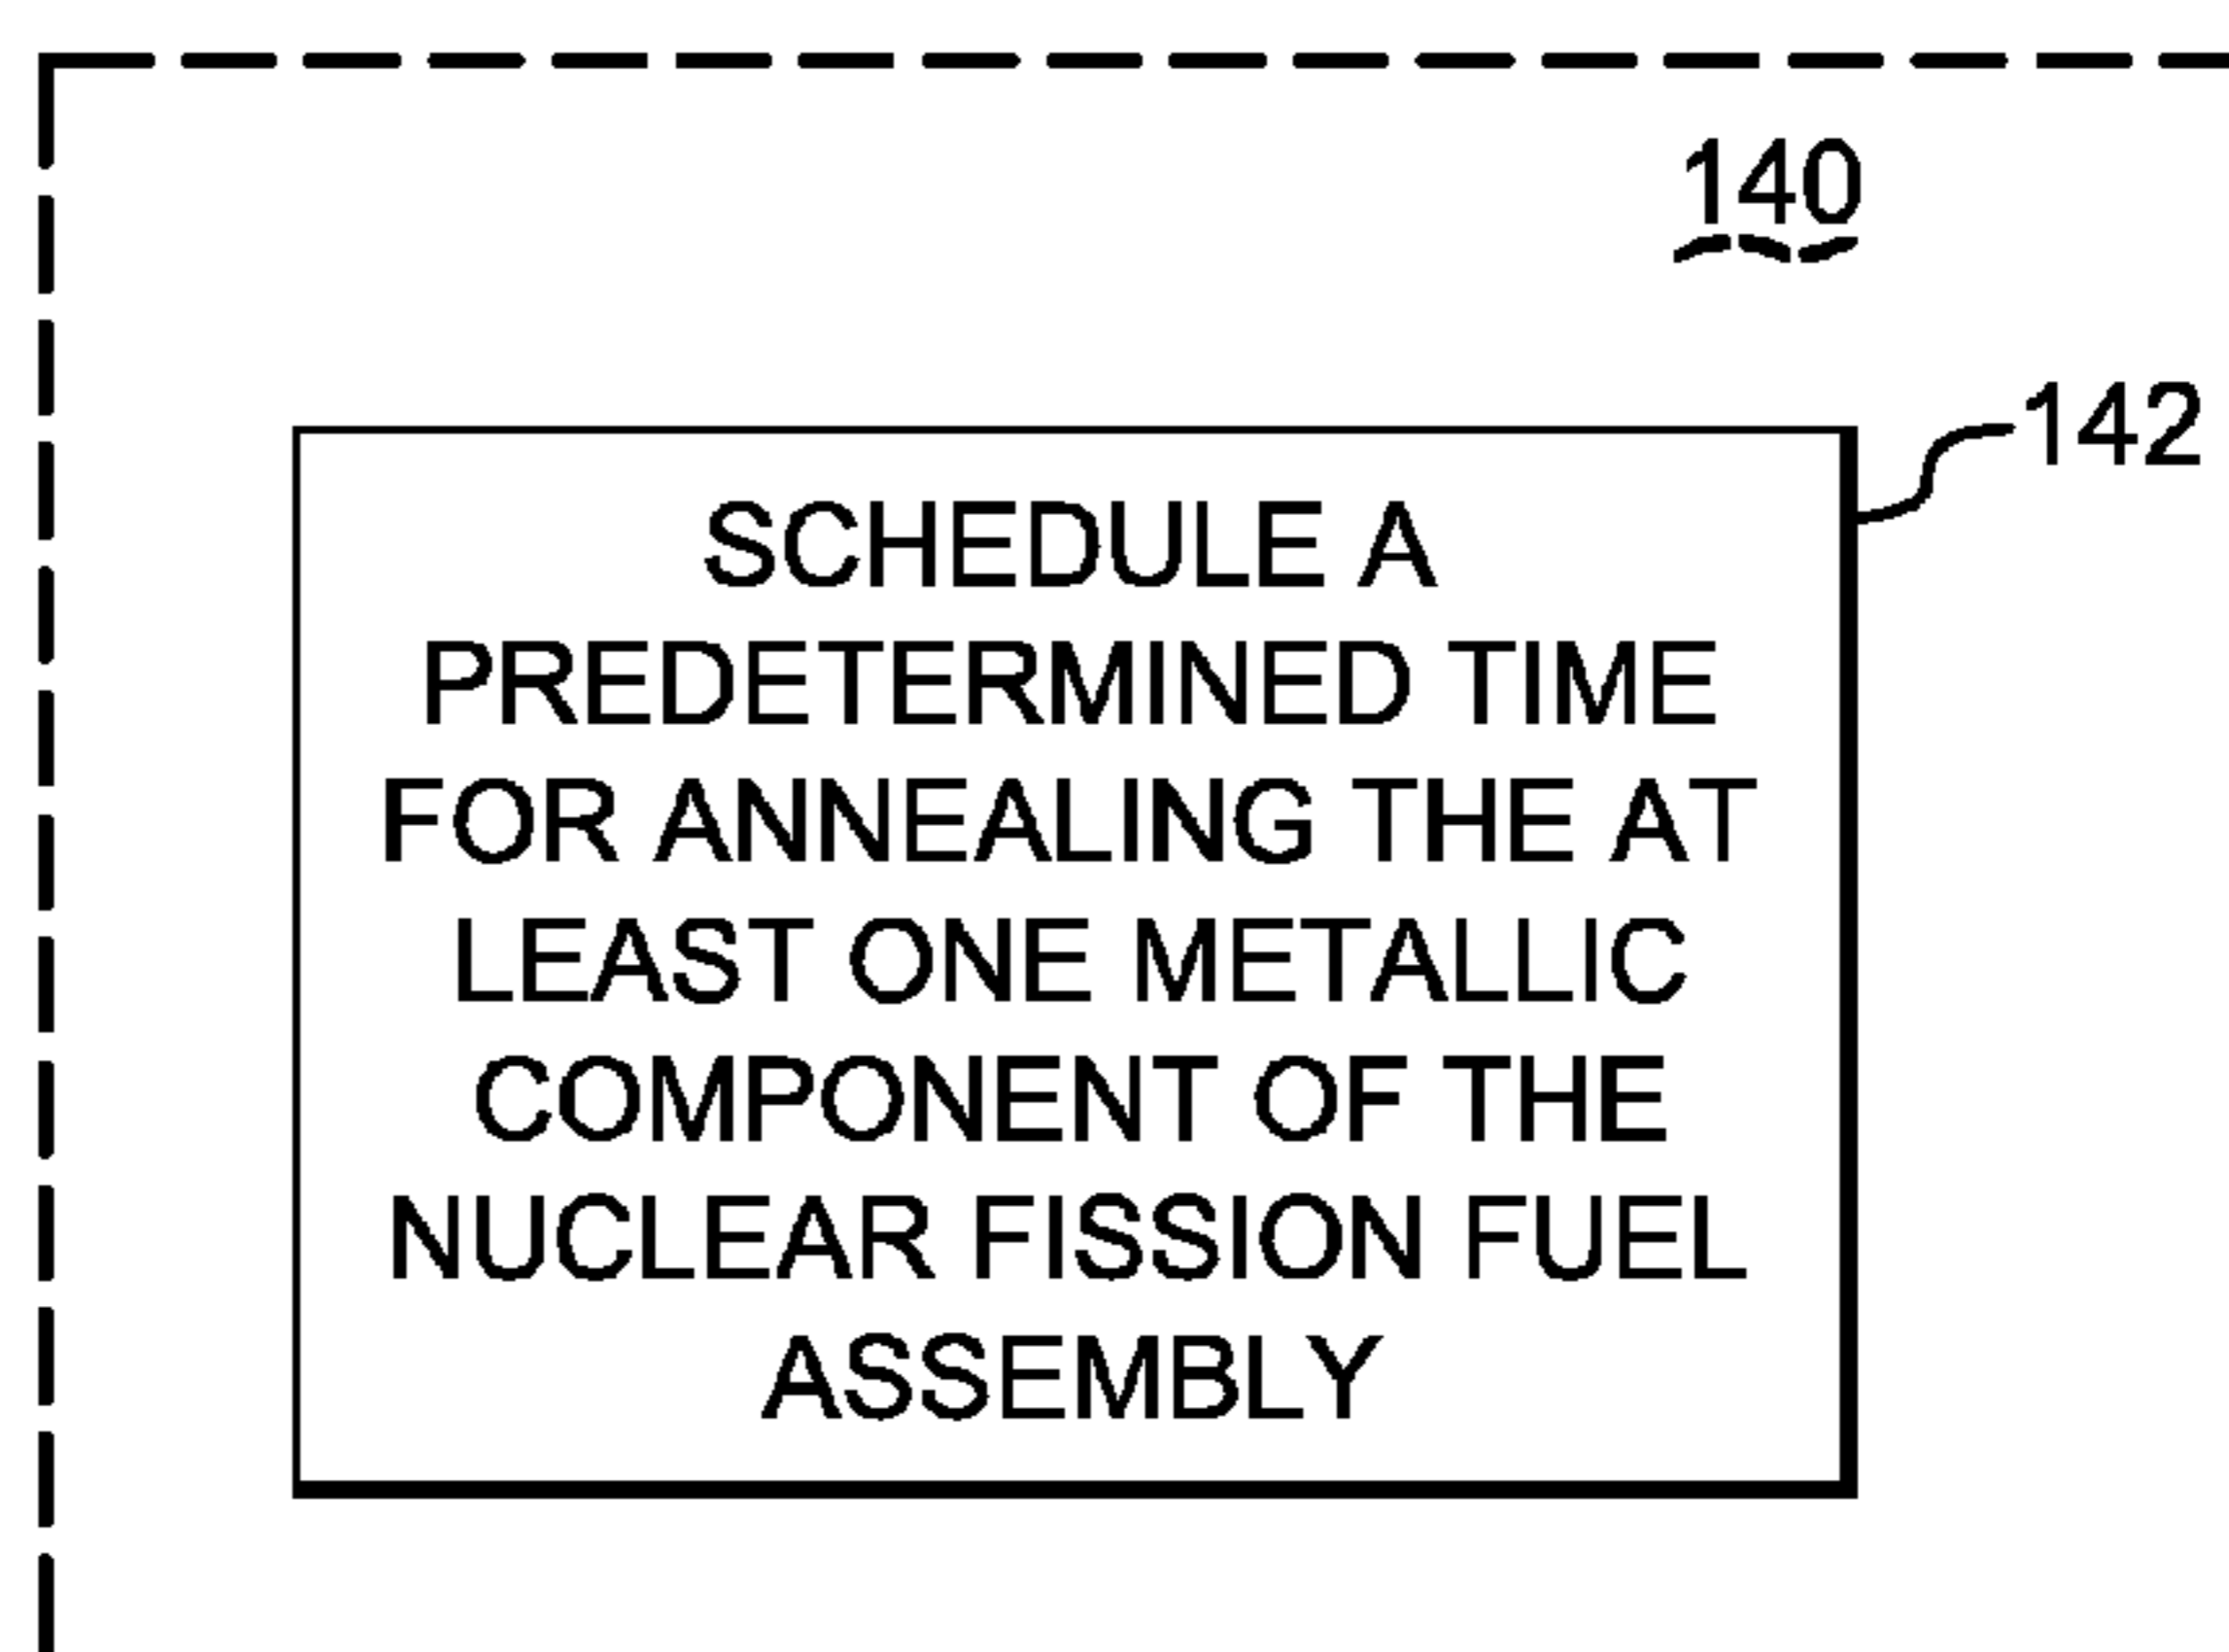 140
142
SCHEDULE A
PREDETERMINED TIME
FOR ANNEALING THE AT
LEAST ONE METALLIC
COMPONENT OF THE
NUCLEAR FISSION FUEL
ASSEMBLY